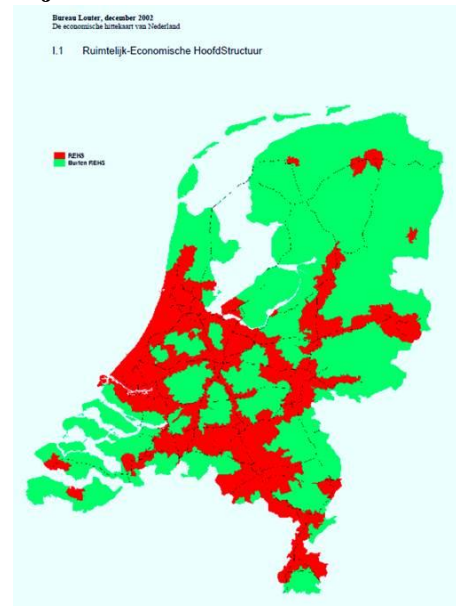 Bureau Louter, december 2002
De economische hittekaart van Nederland
I.1 Ruimtelijk-Economische HoofdStructuur
REHS
Buiten REHS